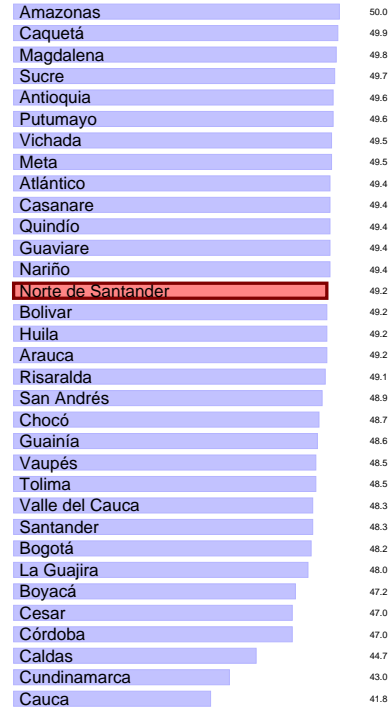 Amazonas 50.0
Caquetá 49.9
Magdalena 49.8
Sucre 49.7
Antioquia 49.6
Putumayo 49.6
Vichada 49.5
Meta 49.5
Atlántico 49.4
Casanare 49.4
Quindío 49.4
Guaviare 49.4
Nariño 49.4
Norte de Santander 49.2
Bolivar 49.2
Huila 49.2
Arauca 49.2
Risaralda 49.1
San Andrés 48.9
Chocó 48.7
Guainía 48.6
Vaupés 48.5
Tolima 48.5
Valle del Cauca 48.3
Santander 48.3
Bogotá 48.2
La Guajira 48.0
Boyacá 47.2
Cesar 47.0
Córdoba 47.0
Caldas 44.7
Cundinamarca 43.0
Cauca 41.8